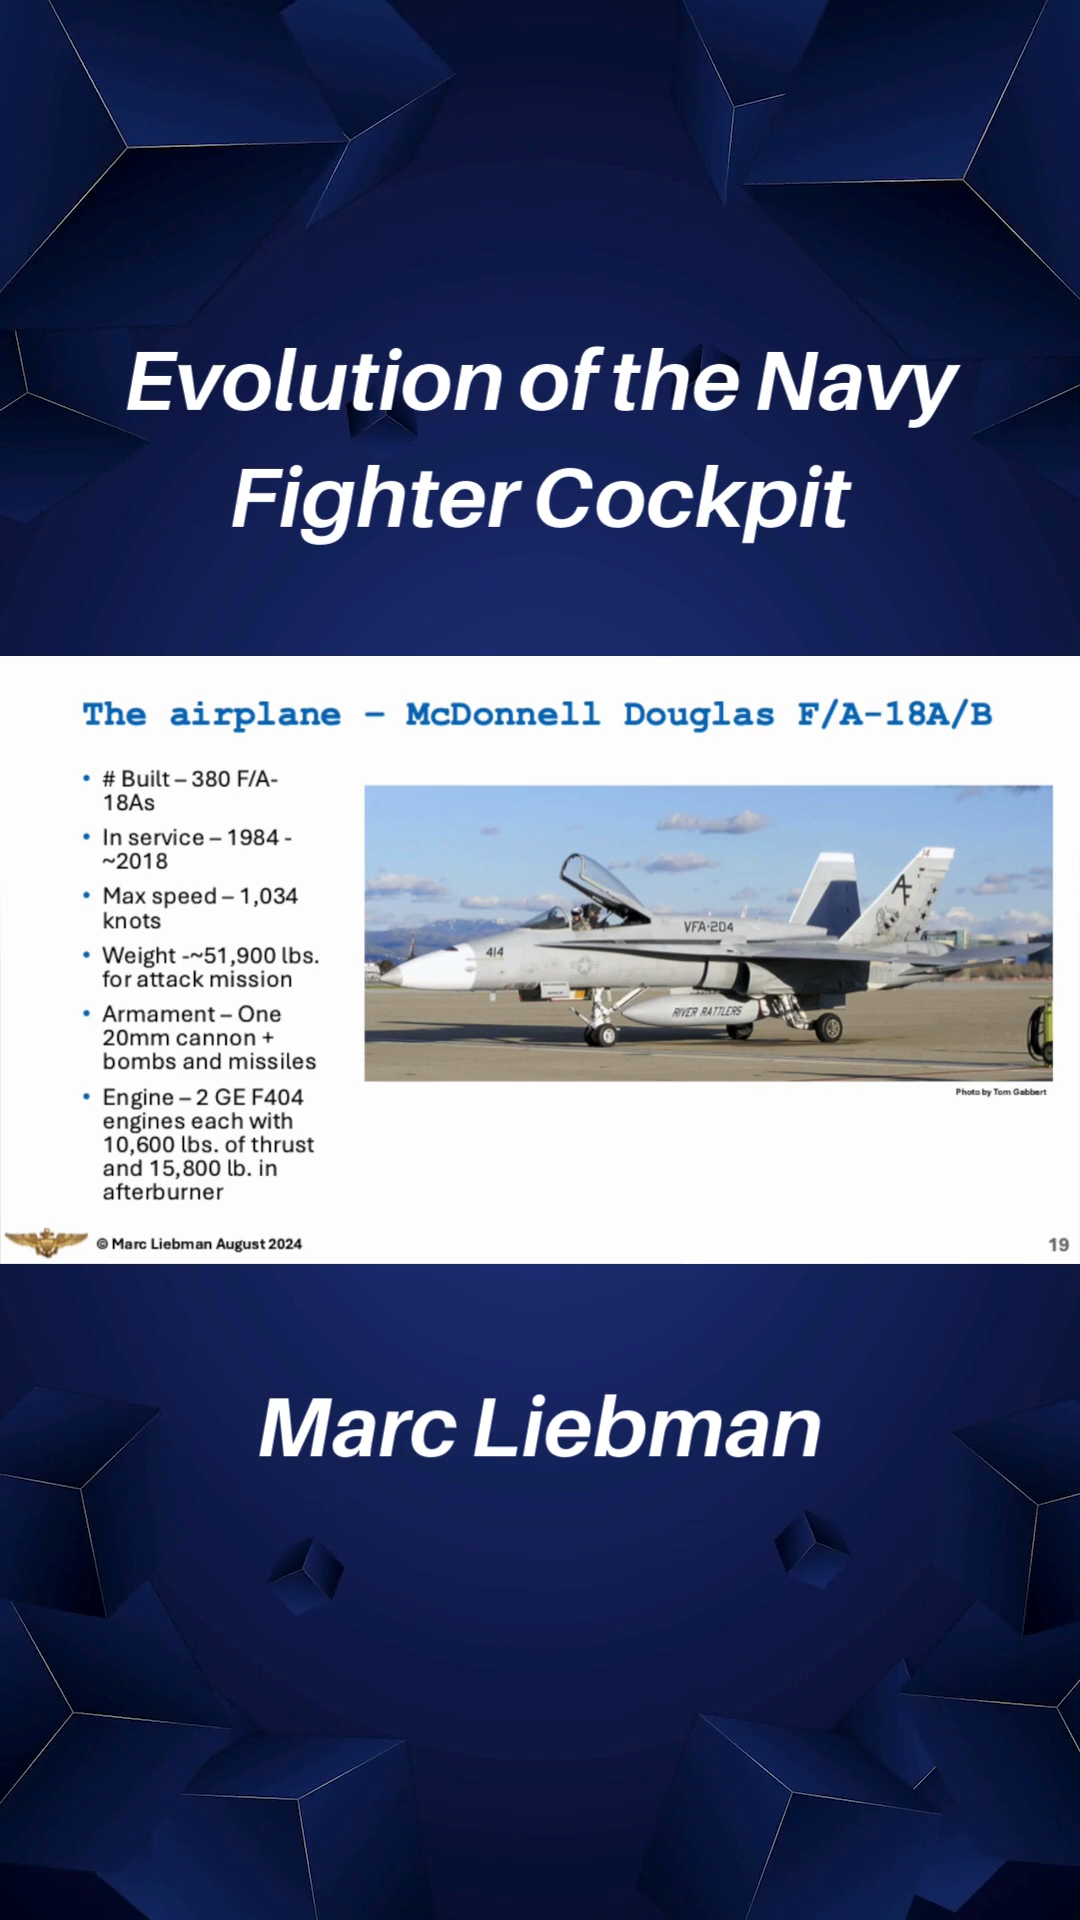 Evolution of the Navy
Fighter Cockpit
The airplane – McDonnell Douglas F/A-18A/B
• # Built – 380 F/A-
18As
• In service – 1984 -
~2018
• Max speed – 1,034
knots
• Weight -~51,900 lbs.
for attack mission
• Armament – One
20mm cannon +
bombs and missiles
• Engine – 2 GE F404
engines each with
10,600 lbs. of thrust
and 15,800 lb. in
afterburner
14
AF
VFA-204
414
RIVER RATTLERS
Photo by Tom Gabbert
© Marc Liebman August 2024
19
Marc Liebman